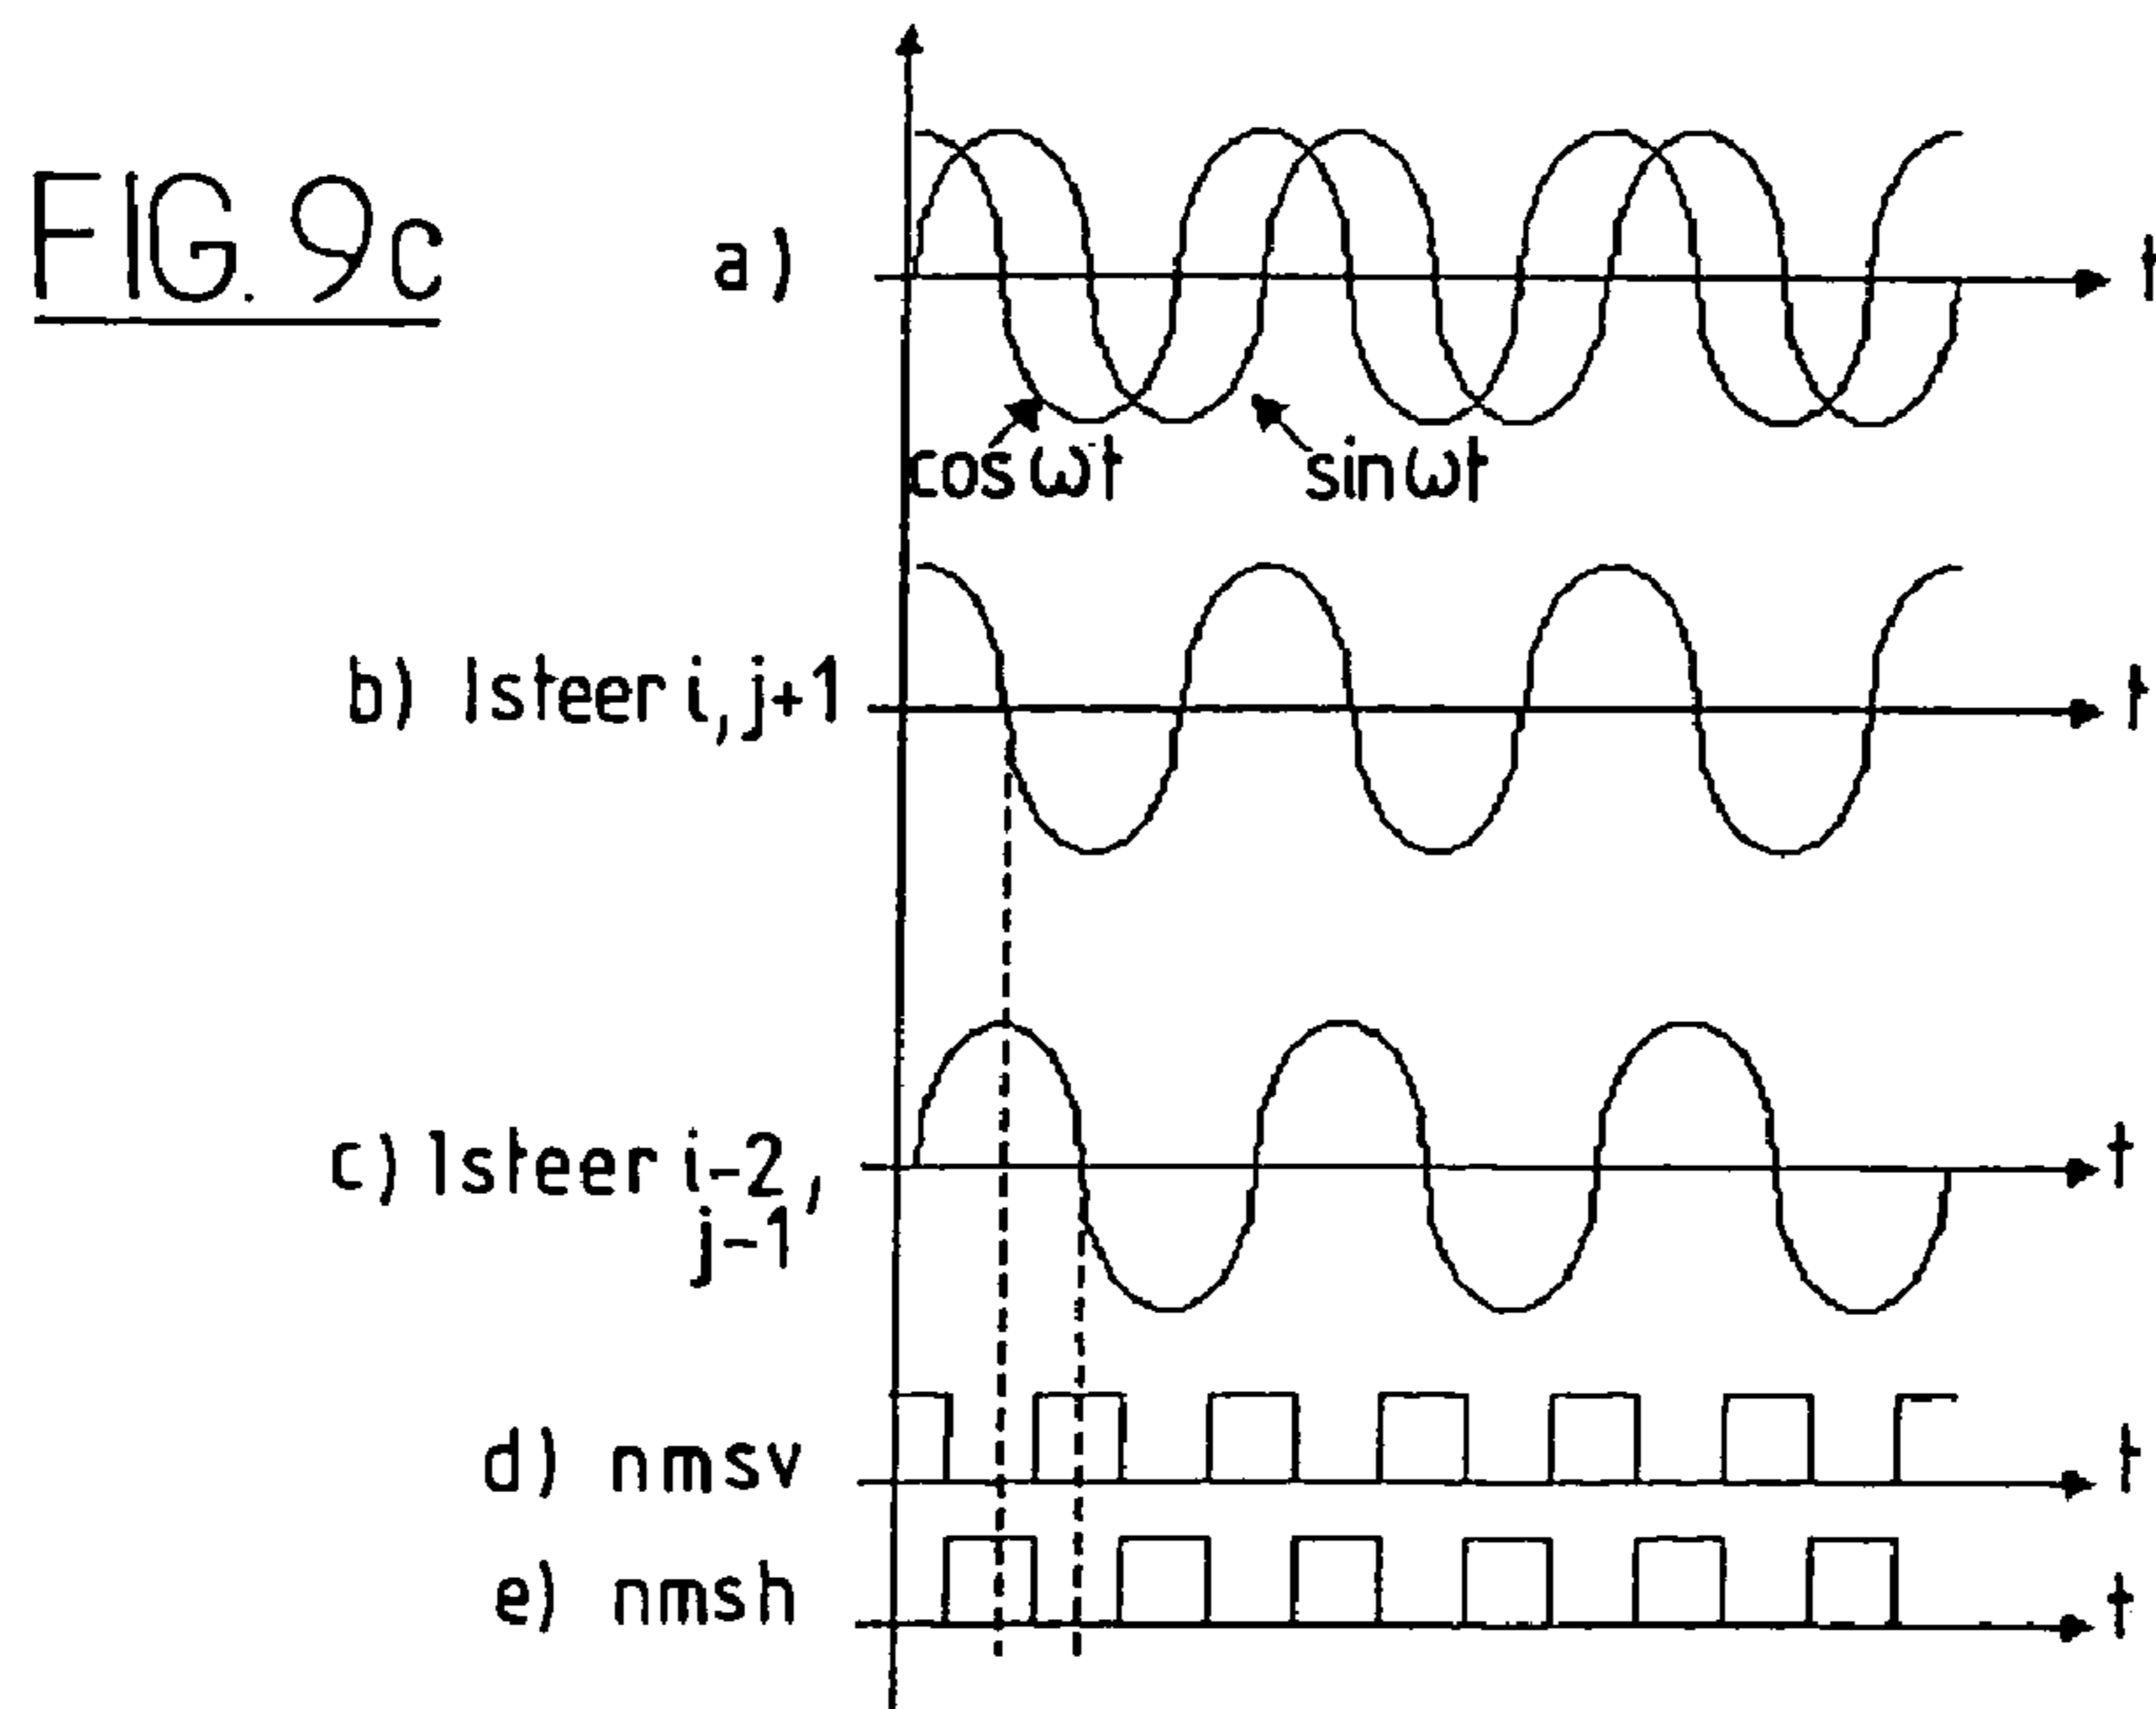 FIG. 9c
a)
t
cos ωt
sin ωt
b) Isteer i, j+1
t
c) Isteer i-2,
j-1
t
d) nmsv
t
e) nmsh
t